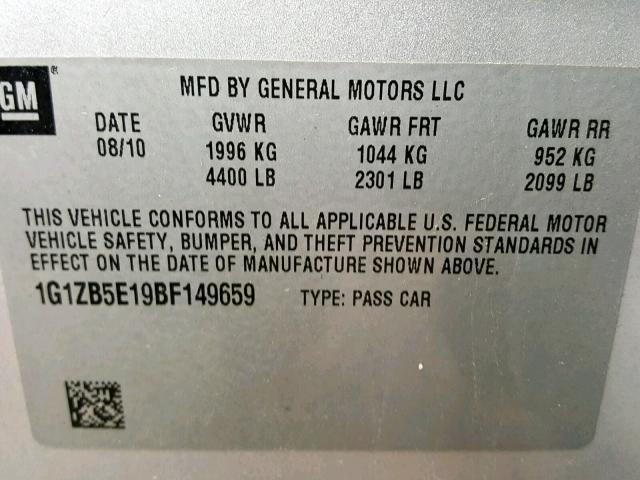 GM®
MFD BY GENERAL MOTORS LLC
DATE GVWR GAWR FRT GAWR RR
08/10 1996 KG 1044 KG 952 KG
4400 LB 2301 LB 2099 LB
THIS VEHICLE CONFORMS TO ALL APPLICABLE U.S. FEDERAL MOTOR
VEHICLE SAFETY, BUMPER, AND THEFT PREVENTION STANDARDS IN
EFFECT ON THE DATE OF MANUFACTURE SHOWN ABOVE.
1G1ZB5E19BF149659 TYPE: PASS CAR